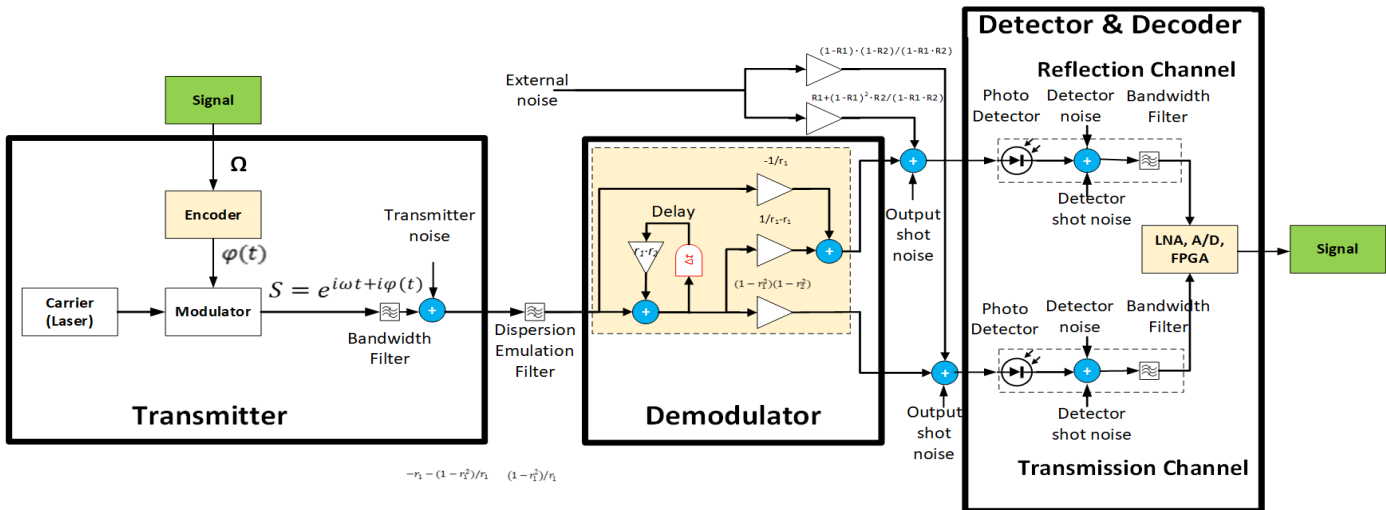 Detector & Decoder
(1-R1)·(1-R2)/(1-R1·R2)
External
noise
R1+(1-R1)²·R2/(1-R1·R2)
Reflection Channel
Photo
Detector
Detector
noise
Bandwidth
Filter
Detector
shot noise
Signal
Ω
Encoder
φ(t)
Carrier
(Laser)
Modulator
S = e^{iωt+iφ(t)}
Transmitter
noise
Bandwidth
Filter
Transmitter
Dispersion
Emulation
Filter
-1/r₁
Delay
1/r₁-r₁
r₁·r₂
Δt
(1-r₁²)(1-r₂²)
Demodulator
Output
shot
noise
Output
shot
noise
LNA, A/D,
FPGA
Signal
Photo
Detector
Detector
noise
Bandwidth
Filter
Detector
shot noise
Transmission Channel
-r₁-(1-r₁²)/r₁
(1-r₁²)/r₁